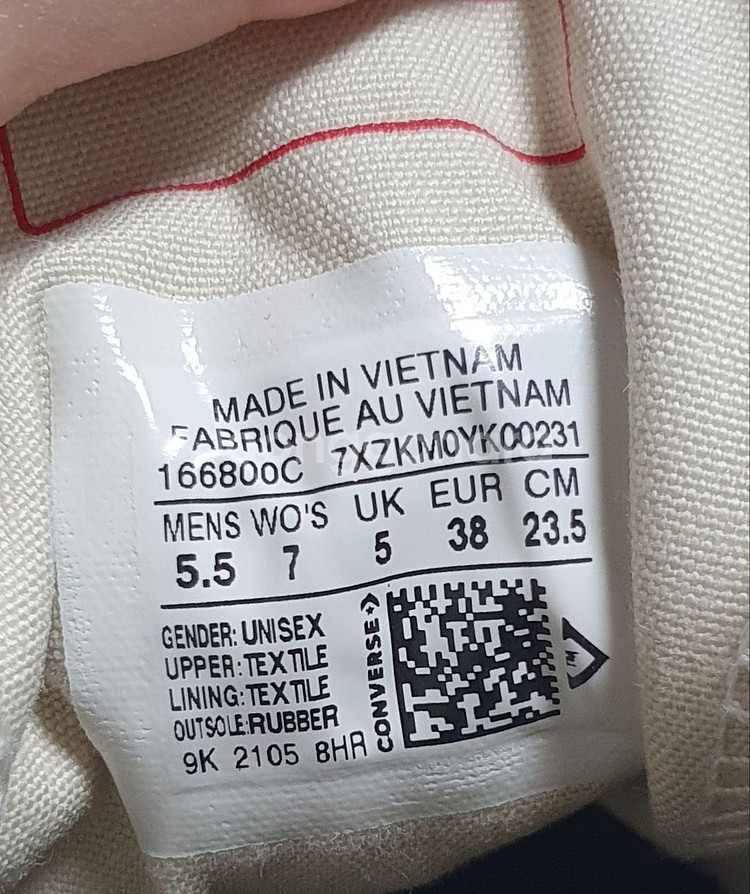 MADE IN VIETNAM
FABRIQUE AU VIETNAM
166800C 7XZKM0YK00231
MENS WO'S UK EUR CM
5.5 7 5 38 23.5
GENDER: UNISEX
UPPER: TEXTILE
LINING: TEXTILE
OUTSOLE: RUBBER
9K 2105 8HR
CONVERSE
TM